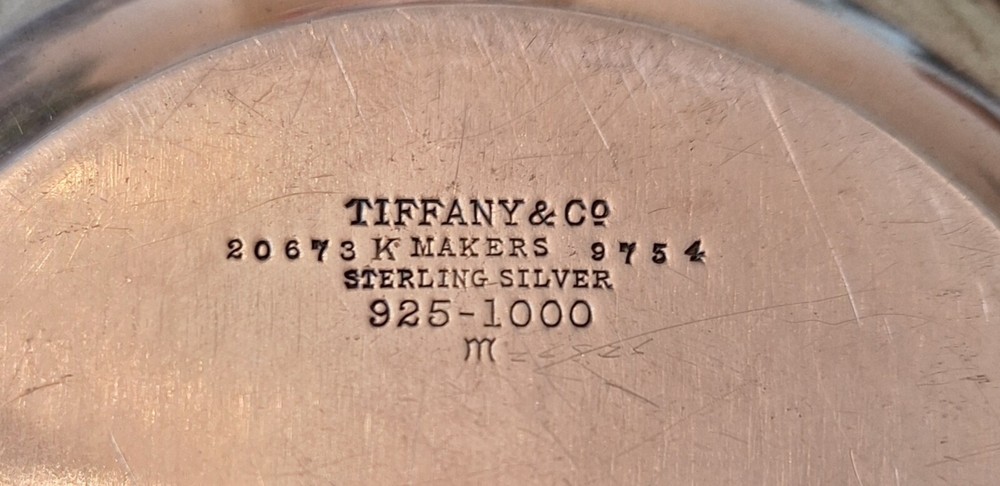 TIFFANY & Co
20673 K MAKERS 9754
STERLING SILVER
925-1000
m